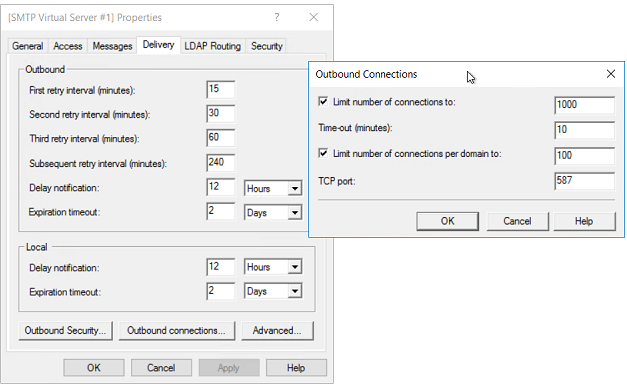 [SMTP Virtual Server #1] Properties
General Access Messages Delivery LDAP Routing Security
Outbound
First retry interval (minutes): 15
Second retry interval (minutes): 30
Third retry interval (minutes): 60
Subsequent retry interval (minutes): 240
Delay notification: 12 Hours
Expiration timeout: 2 Days
Local
Delay notification: 12 Hours
Expiration timeout: 2 Days
Outbound Security... Outbound connections... Advanced...
OK Cancel Apply Help
Outbound Connections
Limit number of connections to: 1000
Time-out (minutes): 10
Limit number of connections per domain to: 100
TCP port: 587
OK Cancel Help